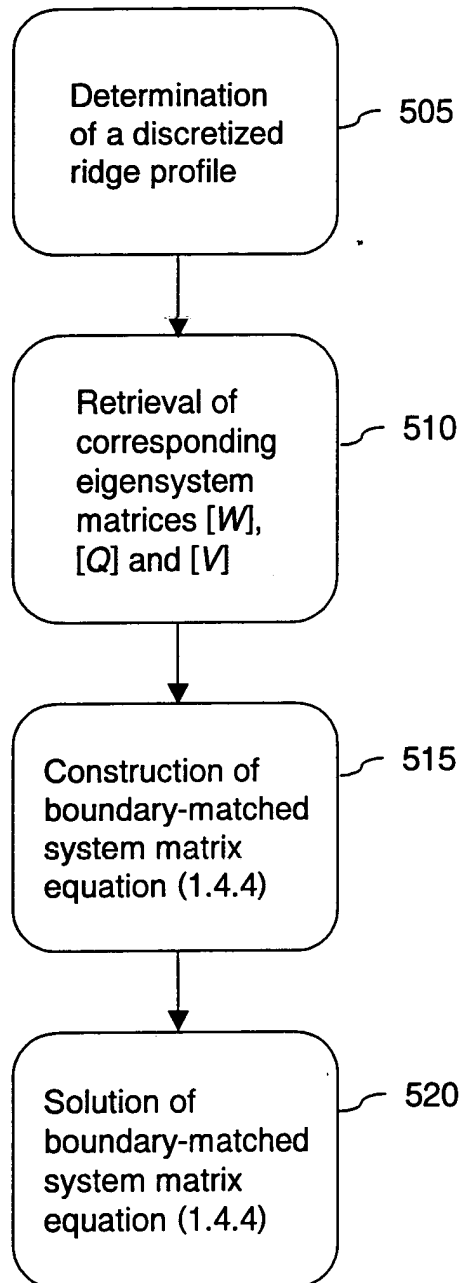 Determination
of a discretized
ridge profile
505
Retrieval of
corresponding
eigensystem
matrices [W],
[Q] and [V]
510
Construction of
boundary-matched
system matrix
equation (1.4.4)
515
Solution of
boundary-matched
system matrix
equation (1.4.4)
520